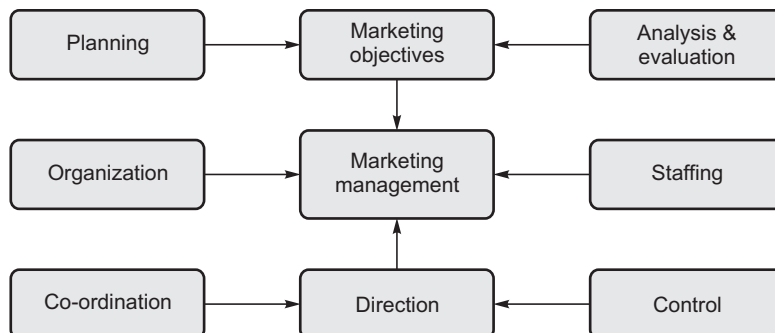 Planning
Marketing
objectives
Analysis &
evaluation
Organization
Marketing
management
Staffing
Co-ordination
Direction
Control